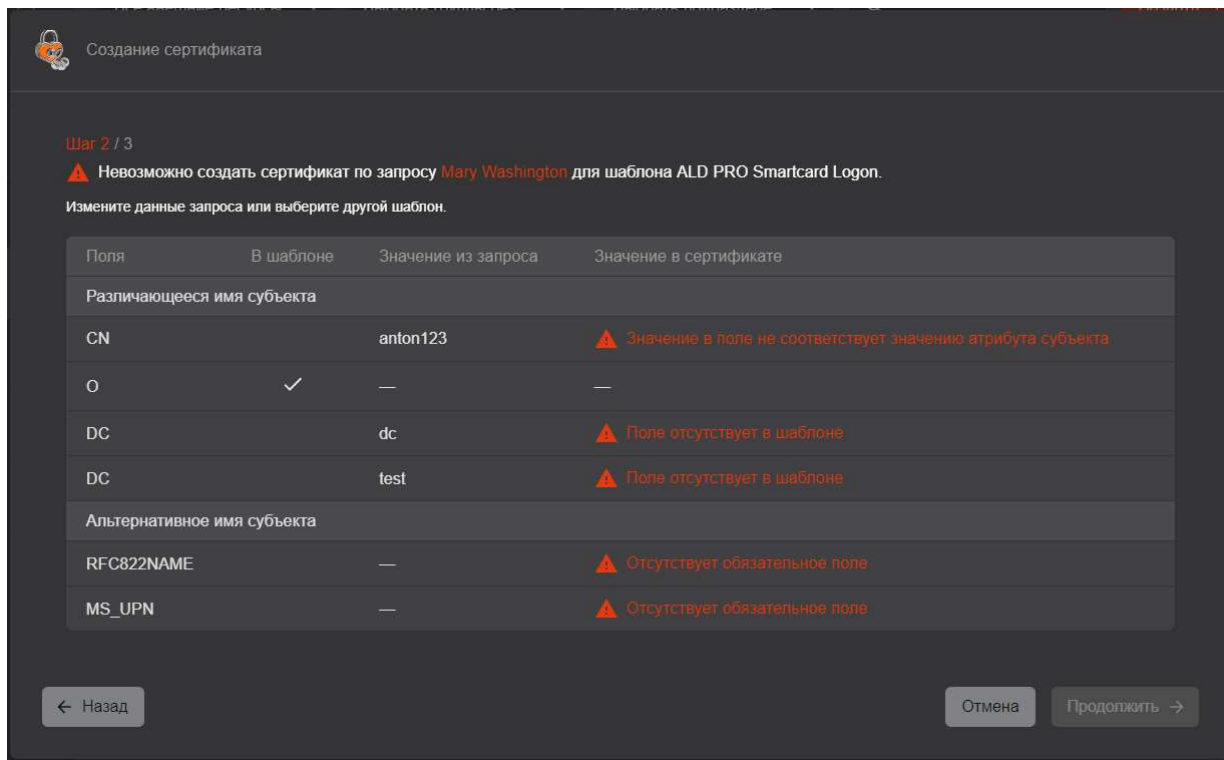 Создание сертификата
Шаг 2 / 3
Невозможно создать сертификат по запросу Mary Washington для шаблона ALD PRO Smartcard Logon.
Измените данные запроса или выберите другой шаблон.
Поля В шаблоне Значение из запроса Значение в сертификате
Различающееся имя субъекта
CN anton123 Значение в поле не соответствует значению атрибута субъекта
O — —
DC dc Поле отсутствует в шаблоне
DC test Поле отсутствует в шаблоне
Альтернативное имя субъекта
RFC822NAME — Отсутствует обязательное поле
MS_UPN — Отсутствует обязательное поле
Назад Отмена Продолжить